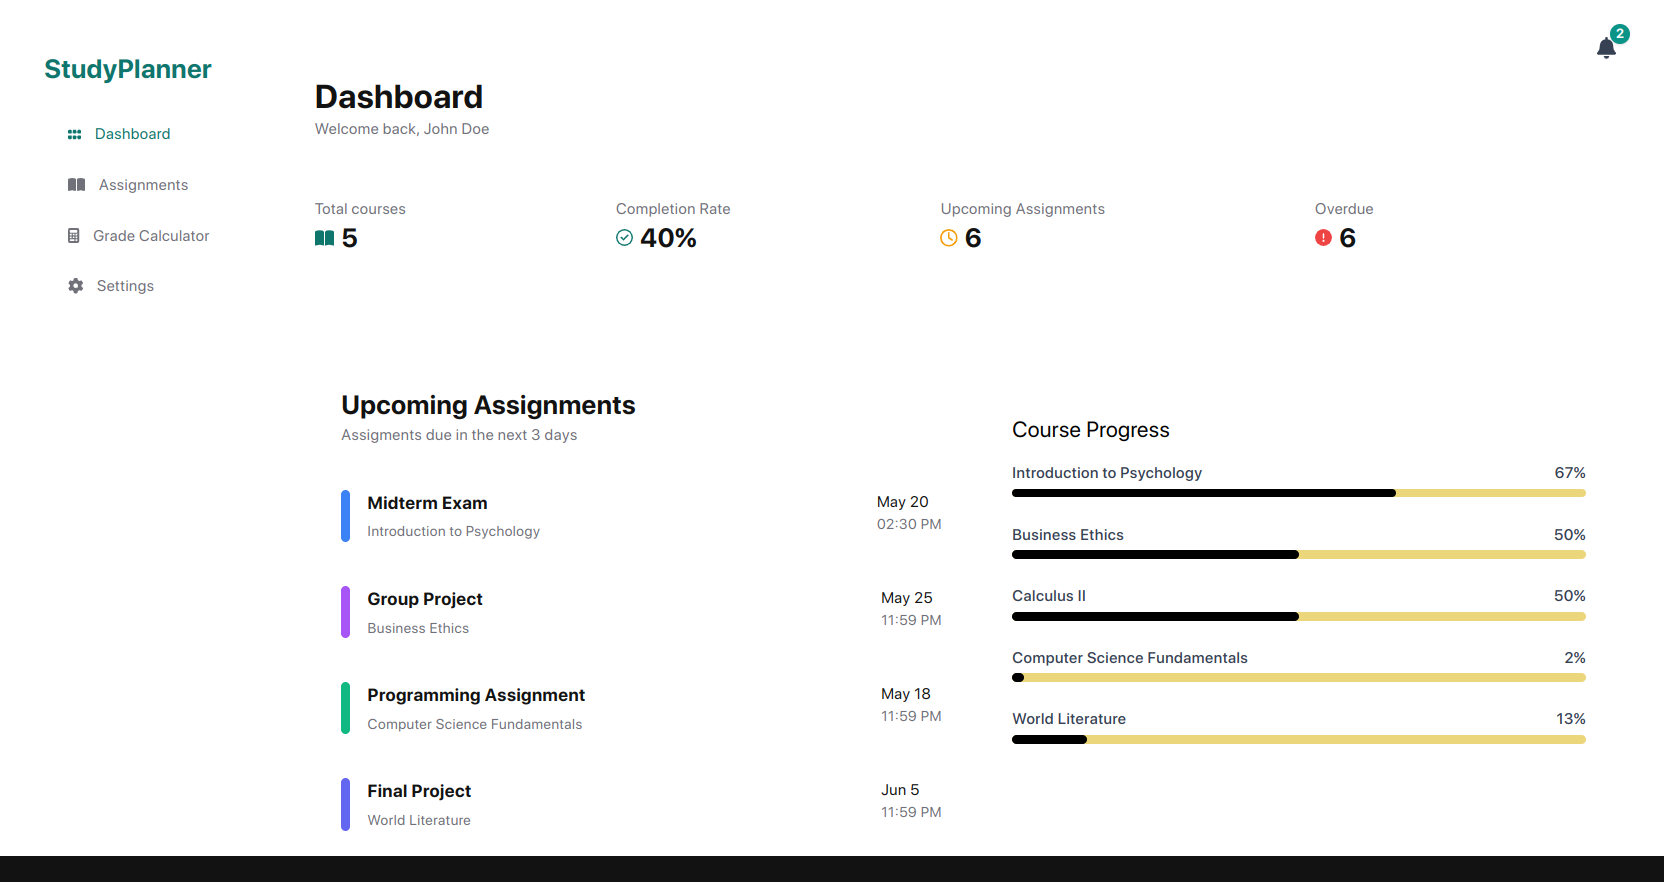 StudyPlanner
Dashboard
Assignments
Grade Calculator
Settings
2
Dashboard
Welcome back, John Doe
Total courses
5
Completion Rate
40%
Upcoming Assignments
6
Overdue
6
Upcoming Assignments
Assigments due in the next 3 days
Midterm Exam
Introduction to Psychology
May 20
02:30 PM
Group Project
Business Ethics
May 25
11:59 PM
Programming Assignment
Computer Science Fundamentals
May 18
11:59 PM
Final Project
World Literature
Jun 5
11:59 PM
Course Progress
Introduction to Psychology 67%
Business Ethics 50%
Calculus II 50%
Computer Science Fundamentals 2%
World Literature 13%